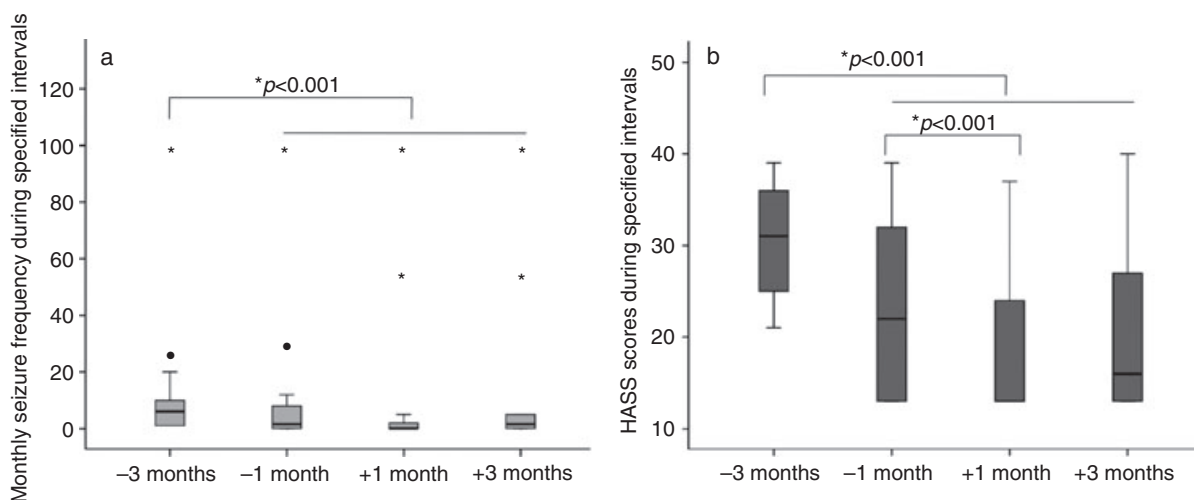 Monthly seizure frequency during specified intervals
a
*p<0.001
120
100
80
60
40
20
0
* * * *
* *
−3 months −1 month +1 month +3 months
HASS scores during specified intervals
b
*p<0.001
*p<0.001
50
40
30
20
10
−3 months −1 month +1 month +3 months